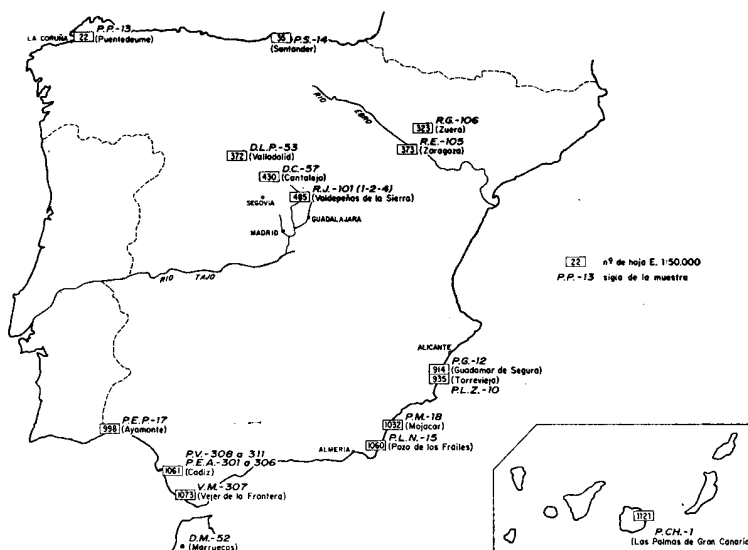 P.P.-13
LA CORUÑA
22
(Puentedeume)
35
P.S.-14
(Santander)
RIO EBRO
323
R.G.-106
(Zuera)
373
R.E.-105
(Zaragoza)
372
D.L.P.-53
(Valladolid)
430
D.C.-57
(Cantalejo)
R.J.-101 (1-2-4)
485
(Valdepeñas de la Sierra)
SEGOVIA
GUADALAJARA
MADRID
RIO TAJO
22 nº de hoja E. 1:50.000
P.P.-13 sigla de la muestra
ALICANTE
P.G.-12
914
(Guadamar de Segura)
935
(Torrevieja)
P.L.Z.-10
P.M.-18
1032
(Mojacar)
P.L.N.-15
1060
(Pozo de los Frailes)
ALMERIA
P.E.P.-17
998
(Ayamonte)
P.V.-308 a 311
P.E.A.-301 a 306
1061
(Cadiz)
V.M.-307
1073
(Vejer de la Frontera)
D.M.-52
(Marruecos)
1121
P.CH.-1
(Las Palmas de Gran Canaria